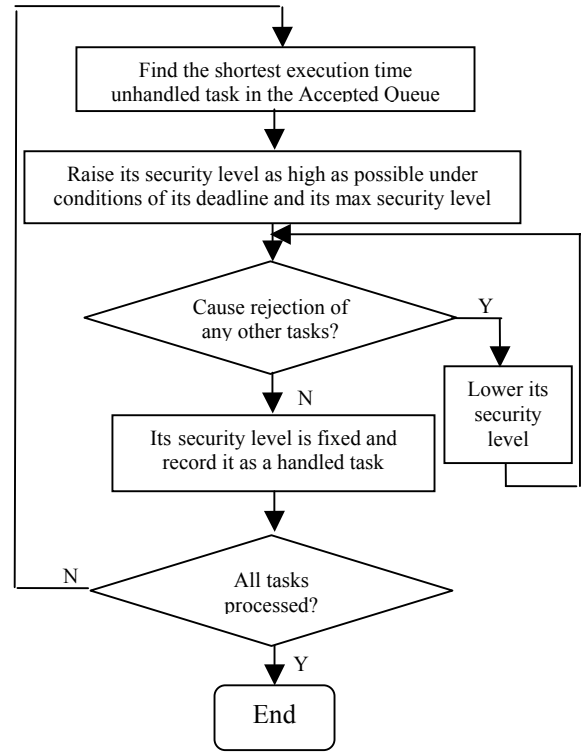 Find the shortest execution time
unhandled task in the Accepted Queue
Raise its security level as high as possible under
conditions of its deadline and its max security level
Cause rejection of
any other tasks?
Y
Lower its
security
level
N
Its security level is fixed and
record it as a handled task
N
All tasks
processed?
Y
End